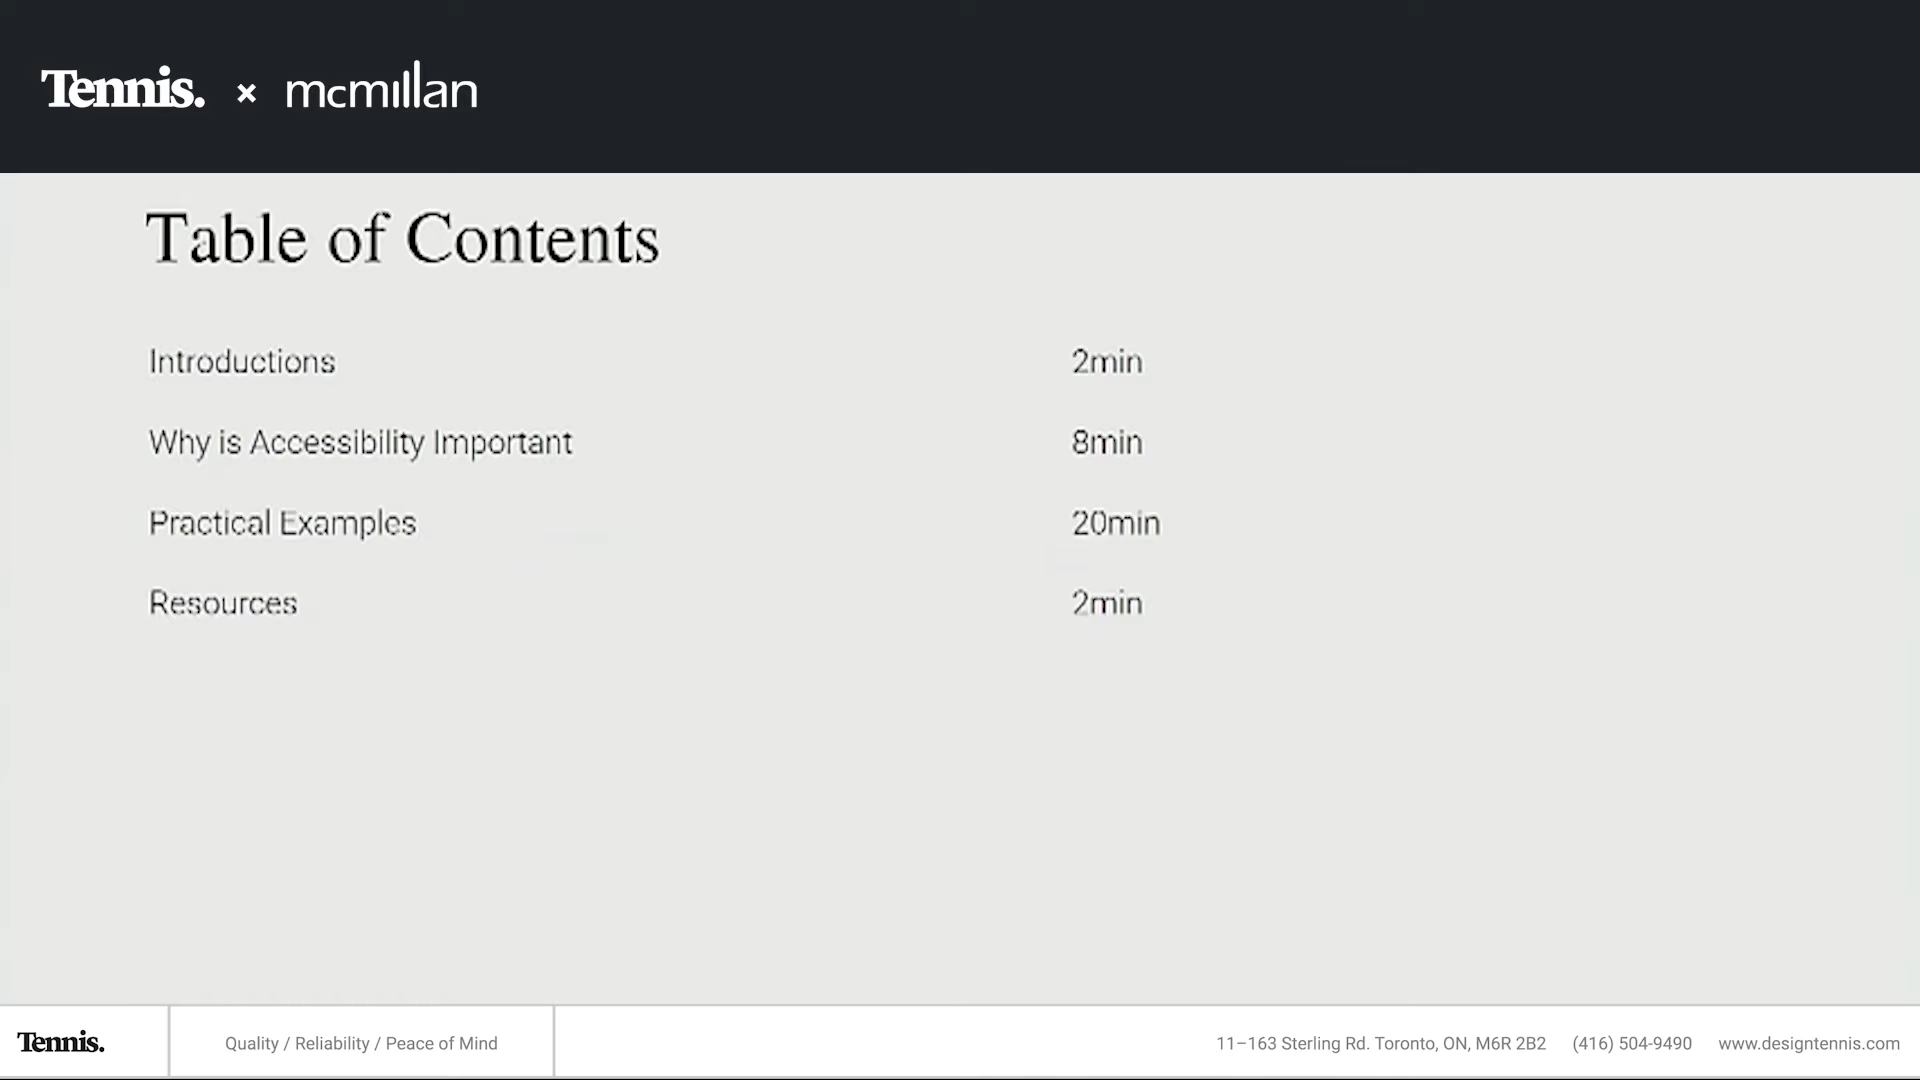 Tennis. × mcmillan
Table of Contents
Introductions 2min
Why is Accessibility Important 8min
Practical Examples 20min
Resources 2min
Tennis. Quality / Reliability / Peace of Mind 11–163 Sterling Rd. Toronto, ON, M6R 2B2 (416) 504-9490 www.designtennis.com